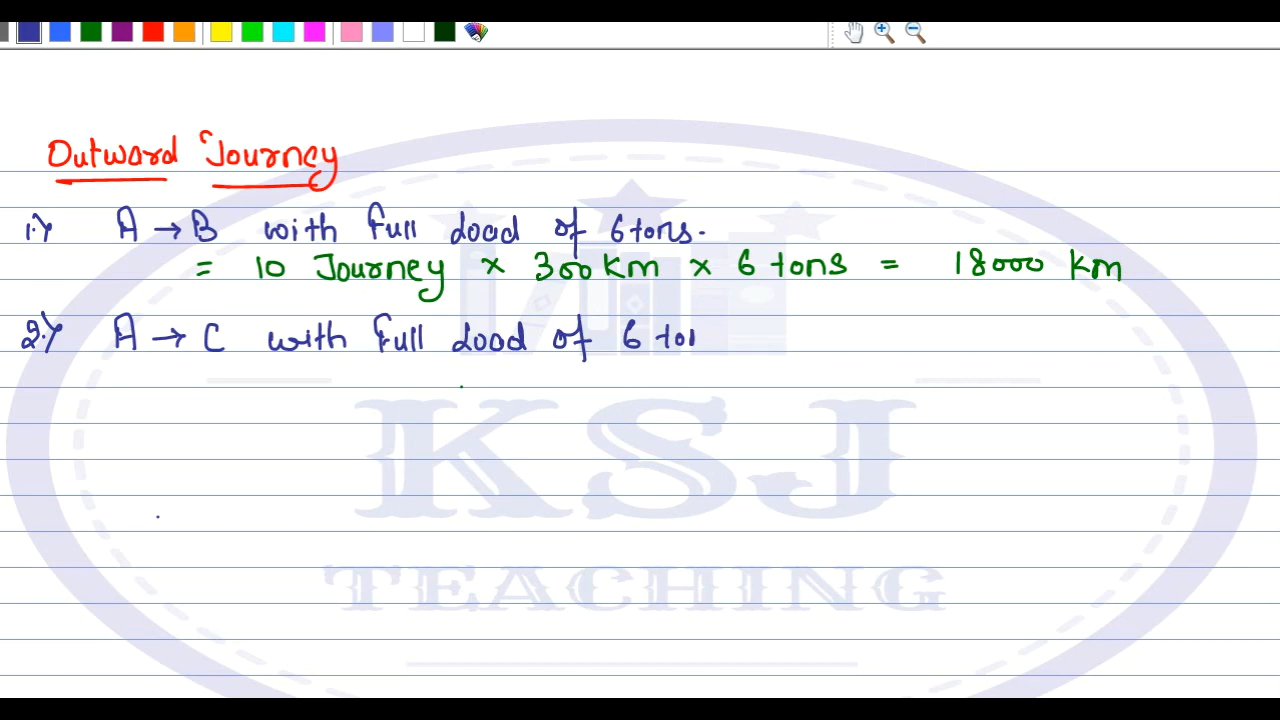 Outward Journey
1.) A → B with Full Load of 6 tons.
= 10 Journey × 300 Km × 6 tons = 18000 Km
2.) A → C with Full Load of 6 ton
KSJ
TEACHING